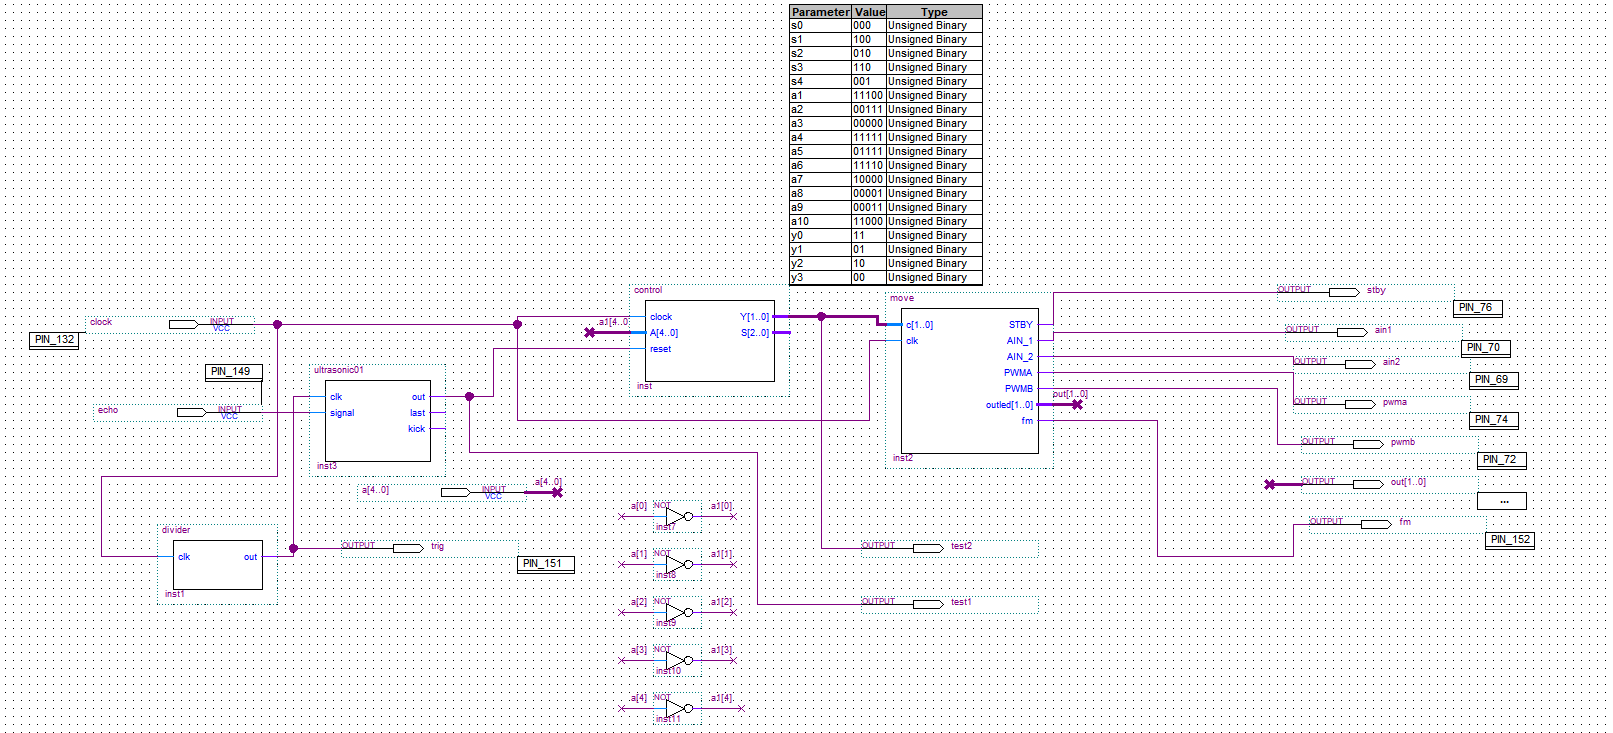 Parameter Value Type
s0 000 Unsigned Binary
s1 100 Unsigned Binary
s2 010 Unsigned Binary
s3 110 Unsigned Binary
s4 001 Unsigned Binary
a1 11100 Unsigned Binary
a2 00111 Unsigned Binary
a3 00000 Unsigned Binary
a4 11111 Unsigned Binary
a5 01111 Unsigned Binary
a6 11110 Unsigned Binary
a7 10000 Unsigned Binary
a8 00001 Unsigned Binary
a9 00011 Unsigned Binary
a10 11000 Unsigned Binary
y0 11 Unsigned Binary
y1 01 Unsigned Binary
y2 10 Unsigned Binary
y3 00 Unsigned Binary
clock
INPUT
VCC
PIN_132
PIN_149
echo
INPUT
VCC
ultrasonic01
clk out
signal last
kick
inst3
a[4..0]
INPUT
VCC
a[4..0]
divider
clk out
inst1
OUTPUT
trig
PIN_151
control
a1[4..0]
clock Y[1..0]
A[4..0] S[2..0]
reset
inst
move
c[1..0] STBY
clk AIN_1
AIN_2
PWMA
PWMB
outled[1..0]
fm
inst2
out[1..0]
a[0] NOT a1[0]
inst7
a[1] NOT a1[1]
inst8
a[2] NOT a1[2]
inst9
a[3] NOT a1[3]
inst10
a[4] NOT a1[4]
inst11
OUTPUT test2
OUTPUT test1
OUTPUT stby
PIN_76
OUTPUT ain1
PIN_70
OUTPUT ain2
PIN_69
OUTPUT pwma
PIN_74
OUTPUT pwmb
PIN_72
OUTPUT out[1..0]
...
OUTPUT fm
PIN_152